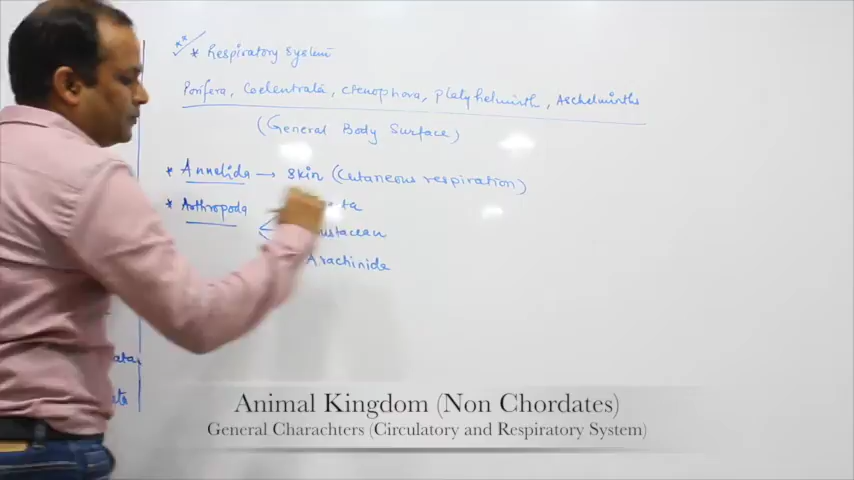 * Respiratory System
Porifera, Coelentrata, ctenophora, platyhelminth, Aschelminths
(General Body Surface)
* Annelida → Skin (Cutaneous respiration)
* Arthropoda
Arachinida
Animal Kingdom (Non Chordates)
General Charachters (Circulatory and Respiratory System)